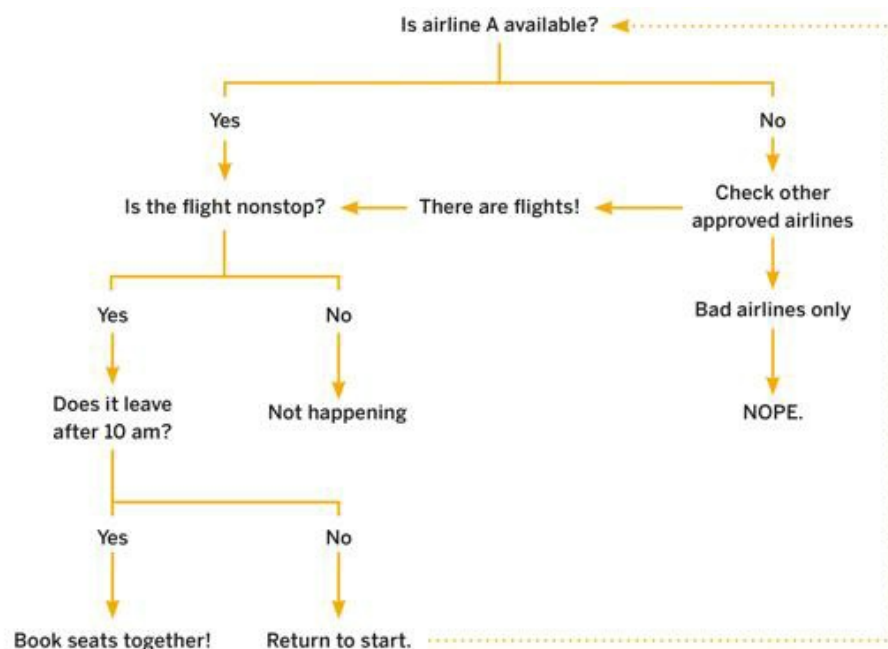 Is airline A available?
Yes
No
Is the flight nonstop?
There are flights!
Check other
approved airlines
Yes
No
Bad airlines only
Does it leave
after 10 am?
Not happening
NOPE.
Yes
No
Book seats together!
Return to start.